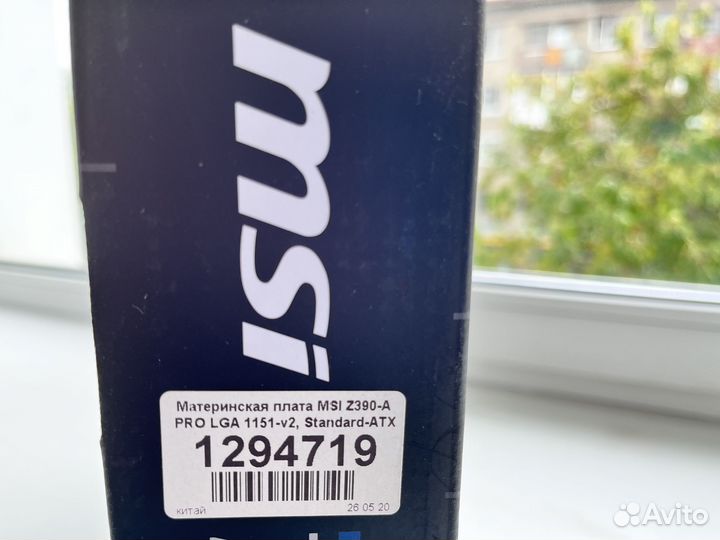 msi
Материнская плата MSI Z390-A
PRO LGA 1151-v2, Standard-ATX
1294719
китай 26 05 20
Avito